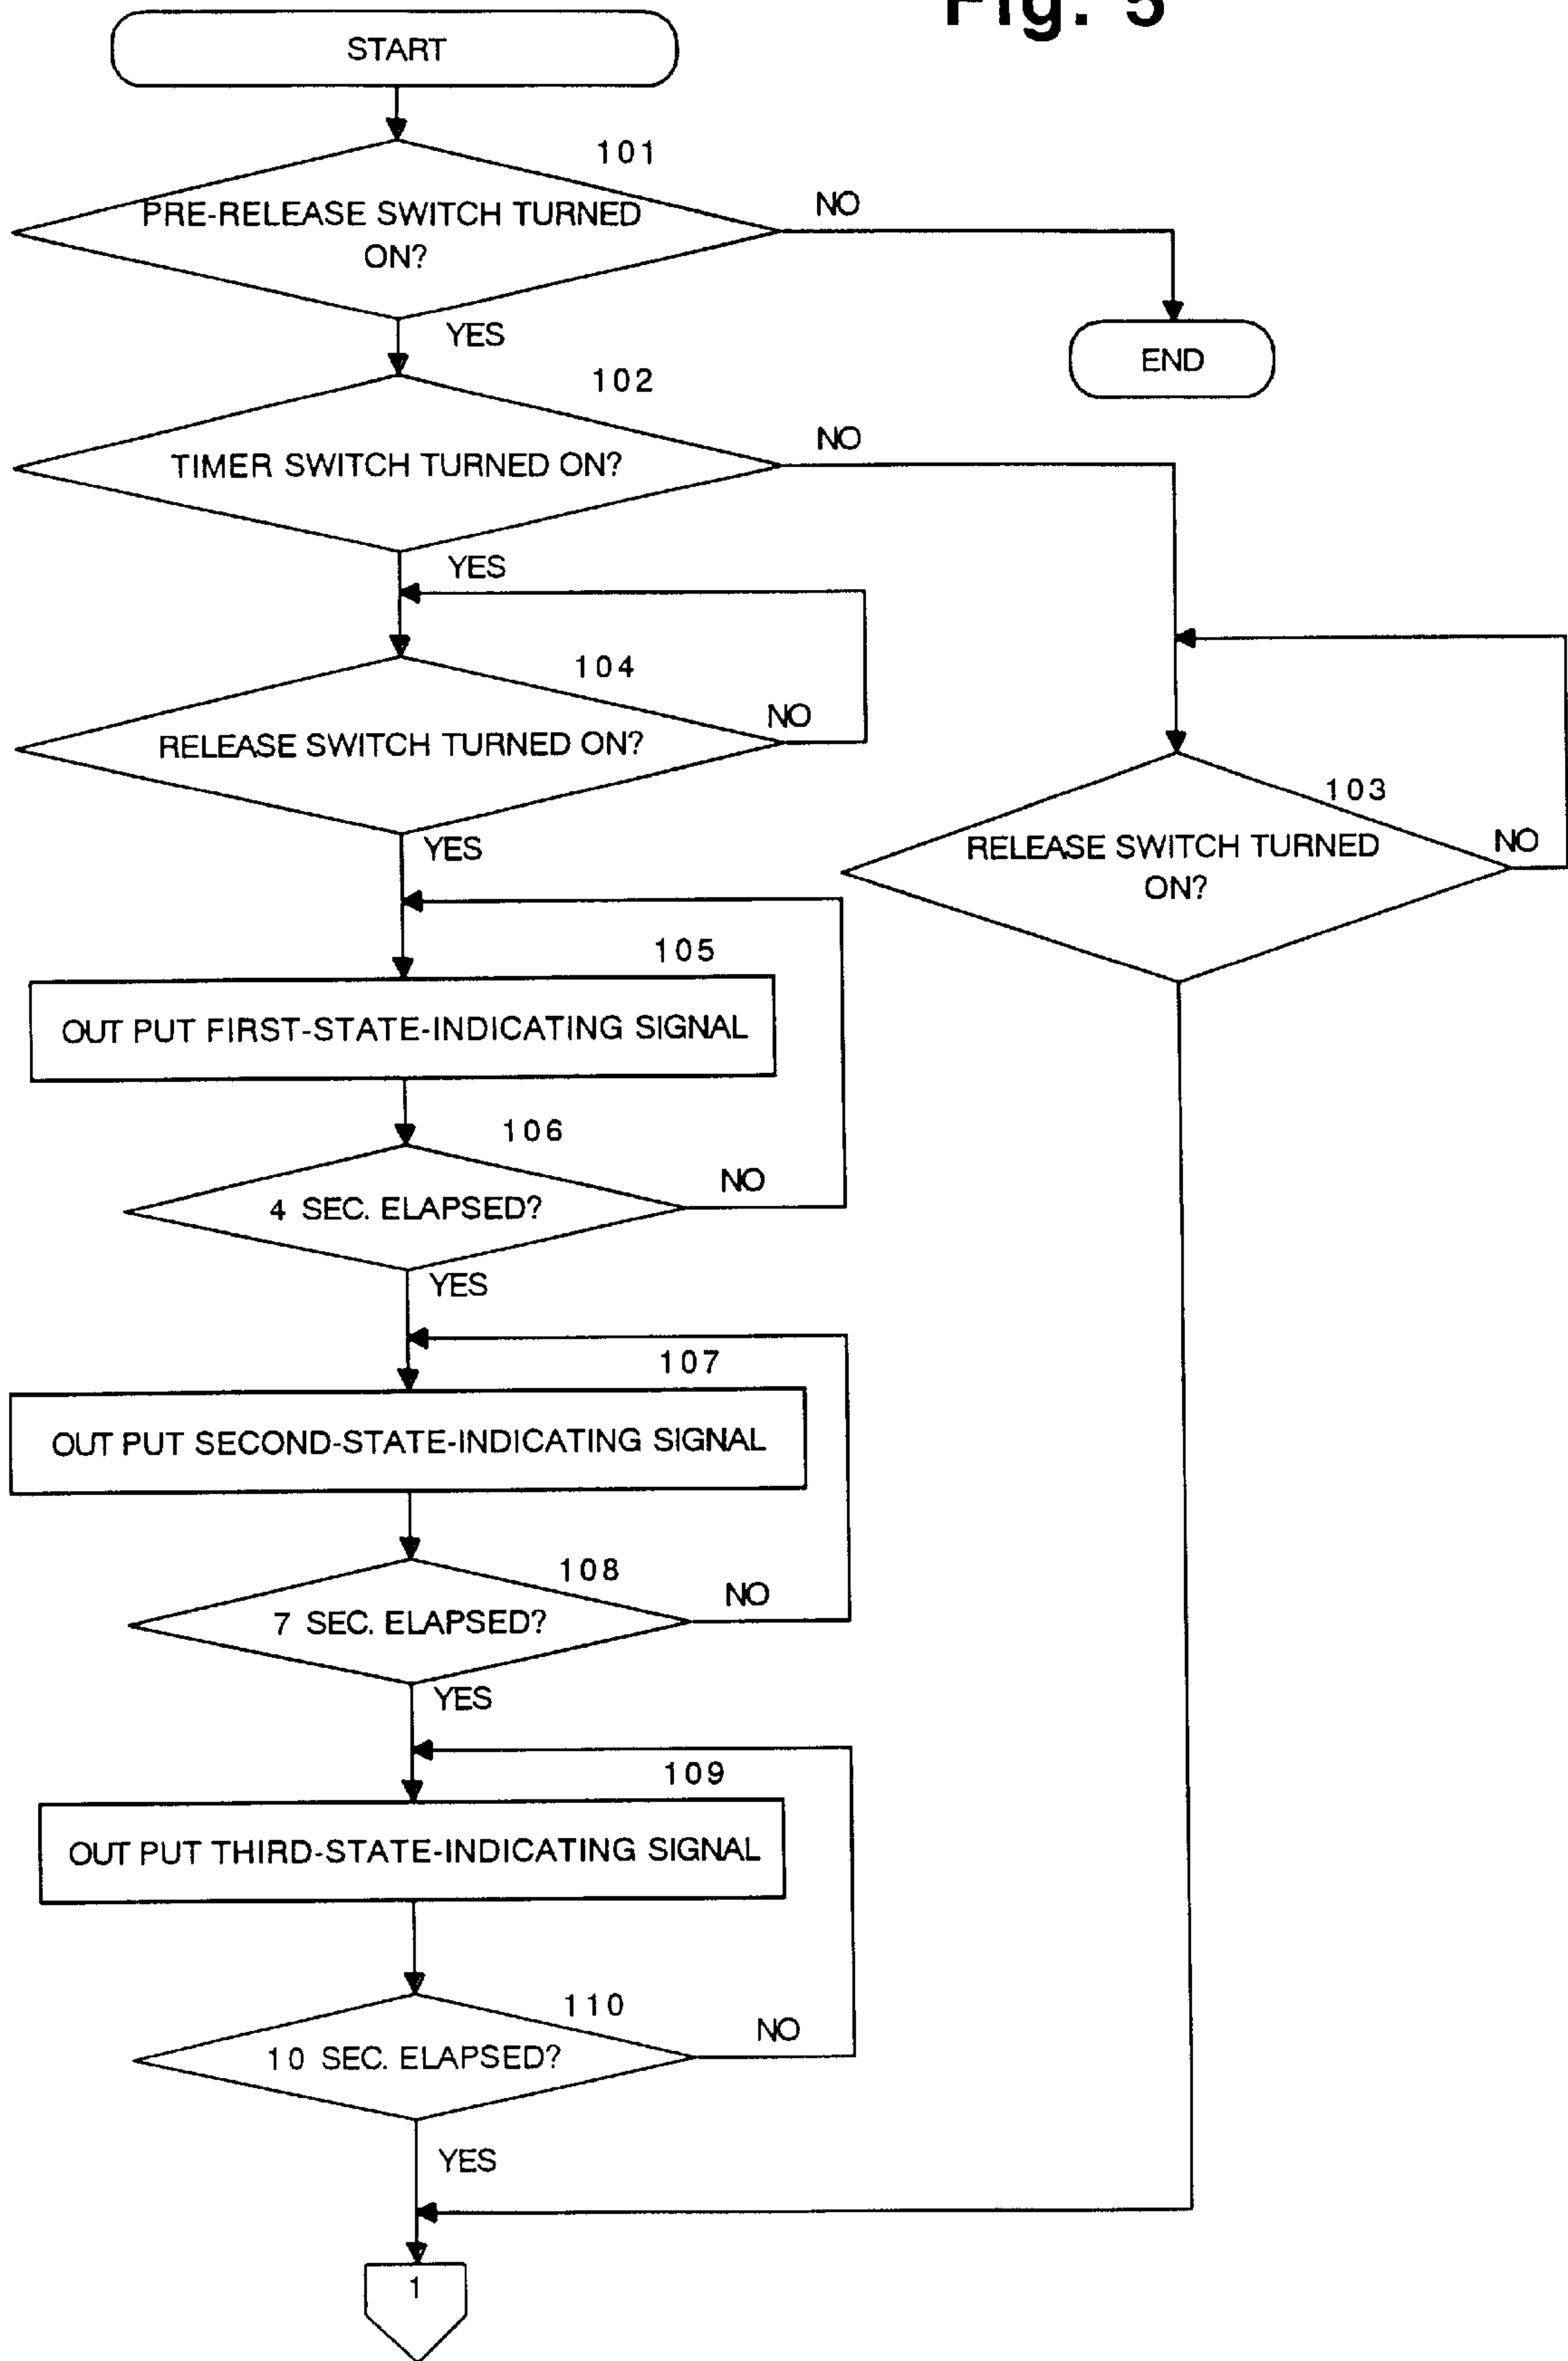 Fig. 5
START
101
PRE-RELEASE SWITCH TURNED
ON?
NO
YES
END
102
TIMER SWITCH TURNED ON?
NO
YES
104
RELEASE SWITCH TURNED ON?
NO
YES
103
RELEASE SWITCH TURNED
ON?
NO
105
OUT PUT FIRST-STATE-INDICATING SIGNAL
106
4 SEC. ELAPSED?
NO
YES
107
OUT PUT SECOND-STATE-INDICATING SIGNAL
108
7 SEC. ELAPSED?
NO
YES
109
OUT PUT THIRD-STATE-INDICATING SIGNAL
110
10 SEC. ELAPSED?
NO
YES
1